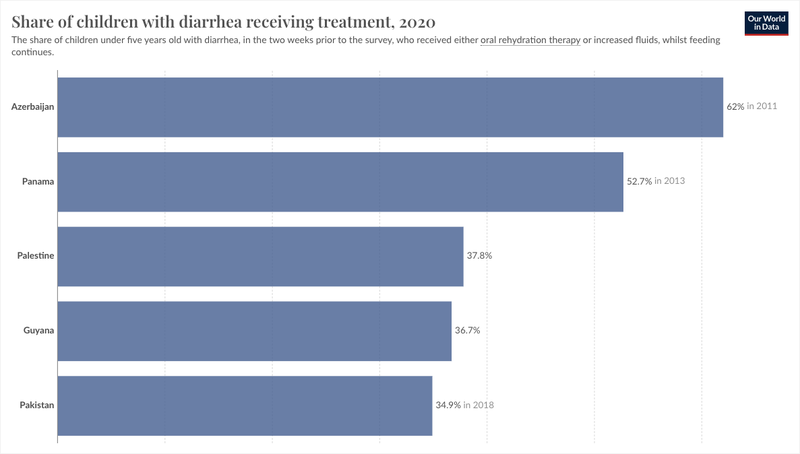 Share of children with diarrhea receiving treatment, 2020
Our World
in Data
The share of children under five years old with diarrhea, in the two weeks prior to the survey, who received either oral rehydration therapy or increased fluids, whilst feeding
continues.
Azerbaijan 62% in 2011
Panama 52.7% in 2013
Palestine 37.8%
Guyana 36.7%
Pakistan 34.9% in 2018